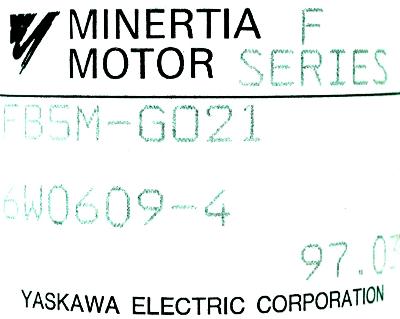 MINERTIA F
MOTOR SERIES
FBSM-G021
6W0609-4
97.03
YASKAWA ELECTRIC CORPORATION